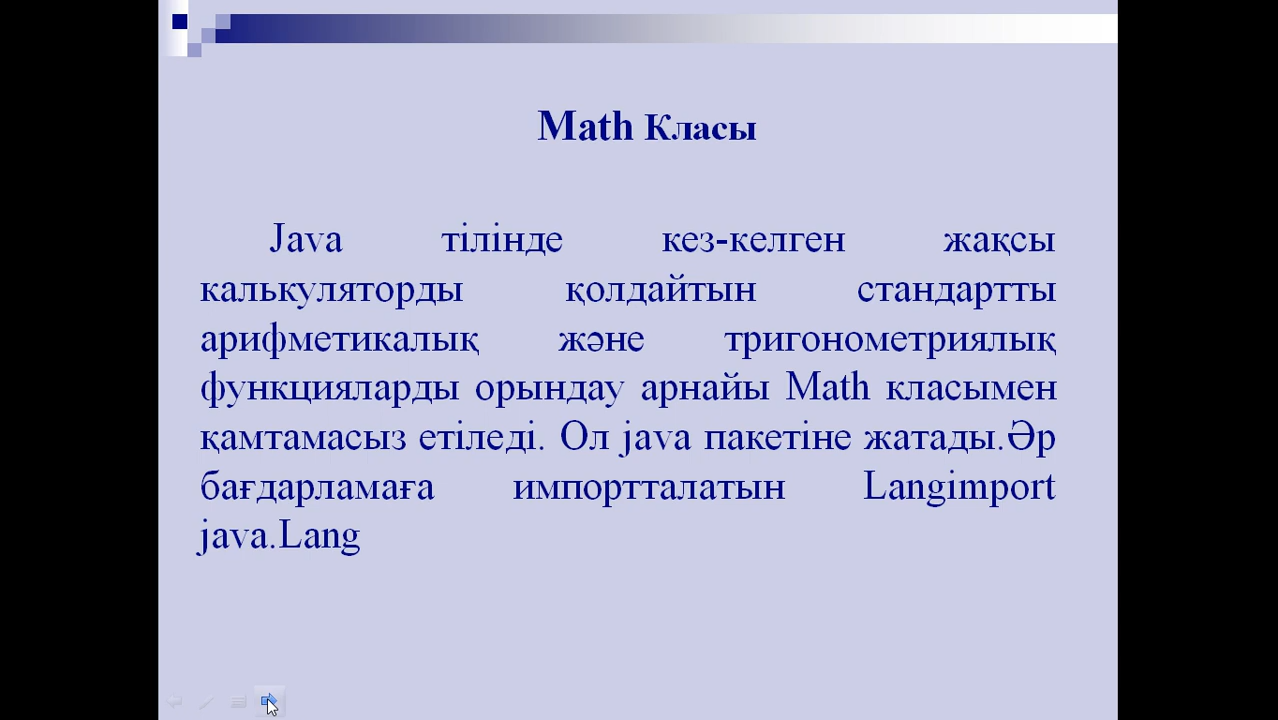 Math Класы
Java тілінде кез-келген жақсы
калькуляторды қолдайтын стандартты
арифметикалық және тригонометриялық
функцияларды орындау арнайы Math класымен
қамтамасыз етіледі. Ол java пакетіне жатады.Әр
бағдарламаға импортталатын Langimport
java.Lang